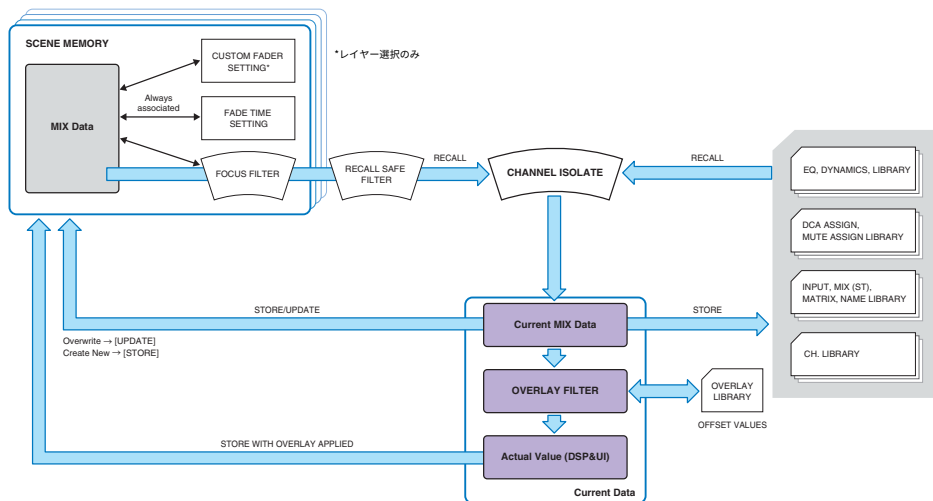 SCENE MEMORY
MIX Data
CUSTOM FADER
SETTING*
*レイヤー選択のみ
Always
associated
FADE TIME
SETTING
FOCUS FILTER
RECALL SAFE
FILTER
RECALL
CHANNEL ISOLATE
RECALL
EQ, DYNAMICS, LIBRARY
DCA ASSIGN,
MUTE ASSIGN LIBRARY
INPUT, MIX (ST),
MATRIX, NAME LIBRARY
CH. LIBRARY
STORE/UPDATE
Overwrite → [UPDATE]
Create New → [STORE]
Current MIX Data
STORE
OVERLAY FILTER
OVERLAY
LIBRARY
OFFSET VALUES
STORE WITH OVERLAY APPLIED
Actual Value (DSP&UI)
Current Data